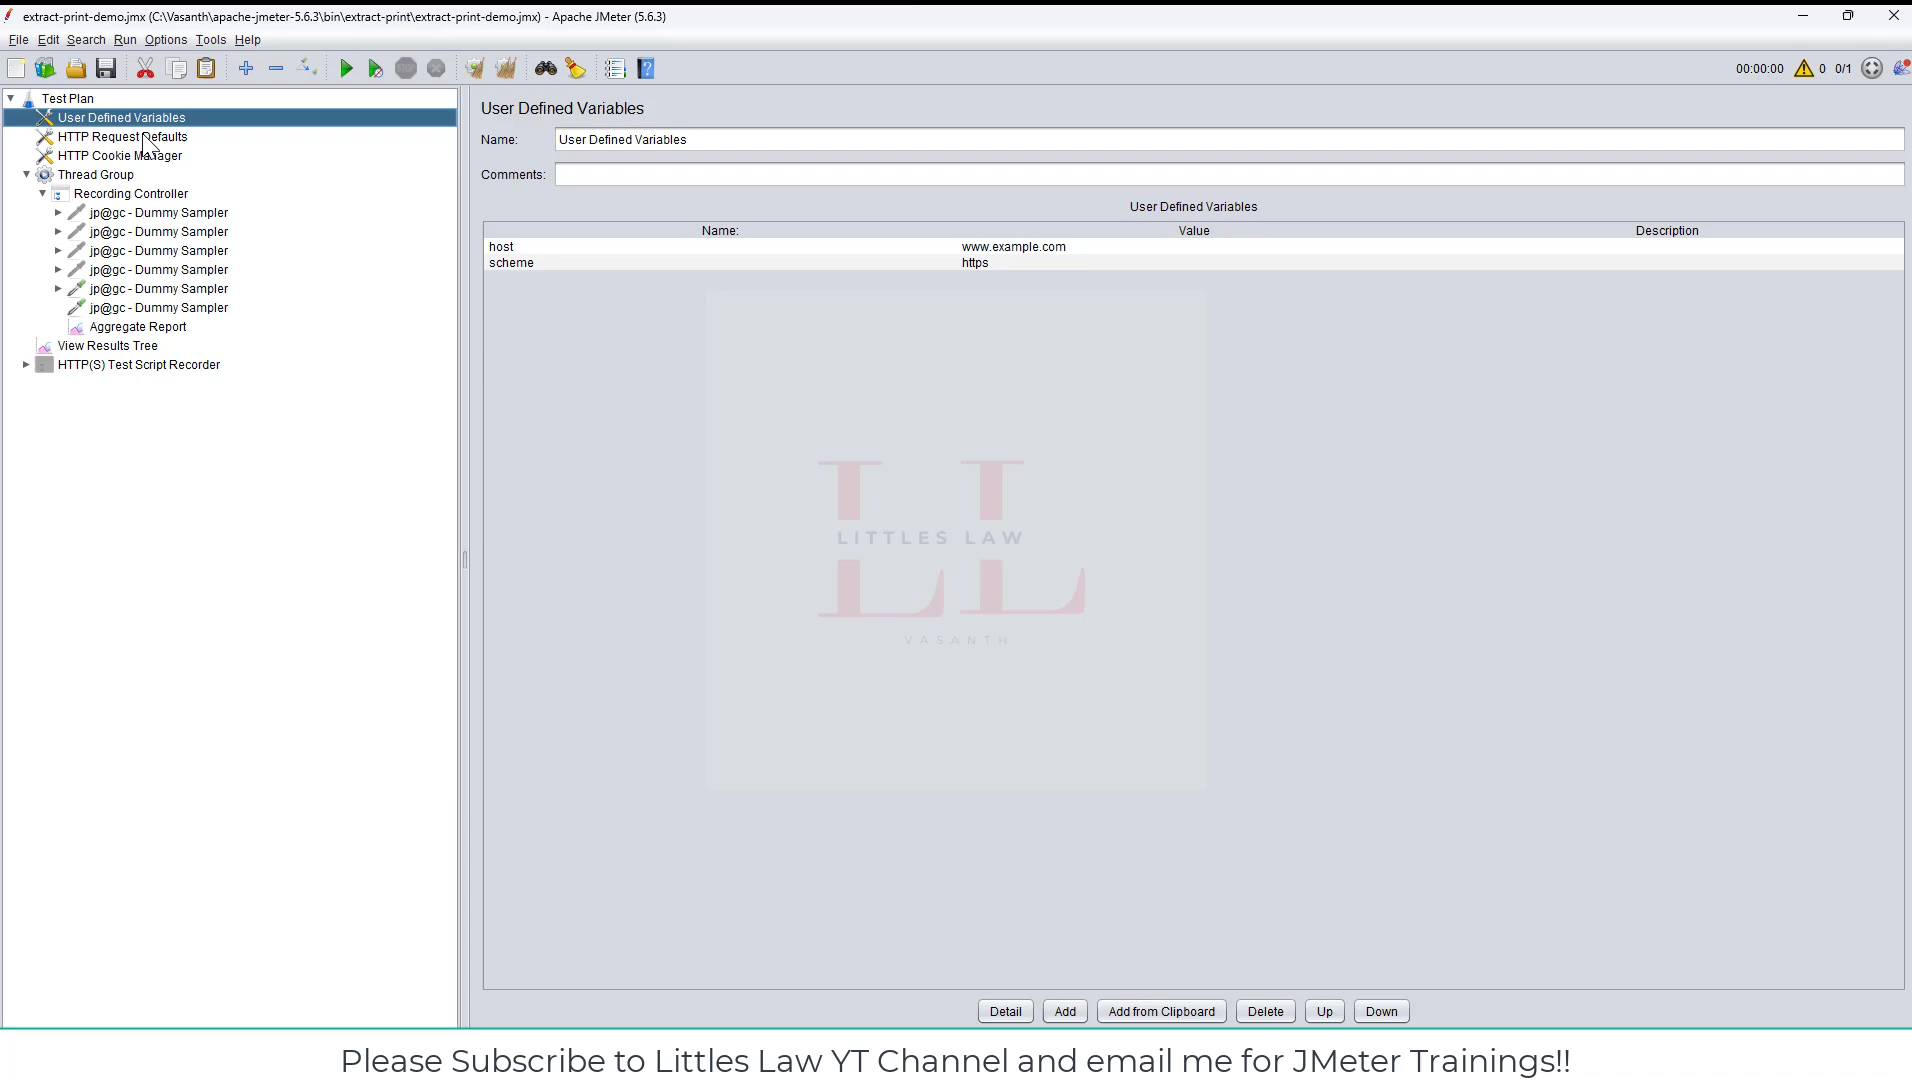 extract-print-demo.jmx (C:\Vasanth\apache-jmeter-5.6.3\bin\extract-print\extract-print-demo.jmx) - Apache JMeter (5.6.3)
File Edit Search Run Options Tools Help
STOP
00:00:00 0 0/1
Test Plan
User Defined Variables
HTTP Request Defaults
HTTP Cookie Manager
Thread Group
Recording Controller
jp@gc - Dummy Sampler
jp@gc - Dummy Sampler
jp@gc - Dummy Sampler
jp@gc - Dummy Sampler
jp@gc - Dummy Sampler
jp@gc - Dummy Sampler
Aggregate Report
View Results Tree
HTTP(S) Test Script Recorder
User Defined Variables
Name: User Defined Variables
Comments:
User Defined Variables
Name: Value Description
host www.example.com
scheme https
LITTLES LAW
VASANTH
Detail Add Add from Clipboard Delete Up Down
Please Subscribe to Littles Law YT Channel and email me for JMeter Trainings!!